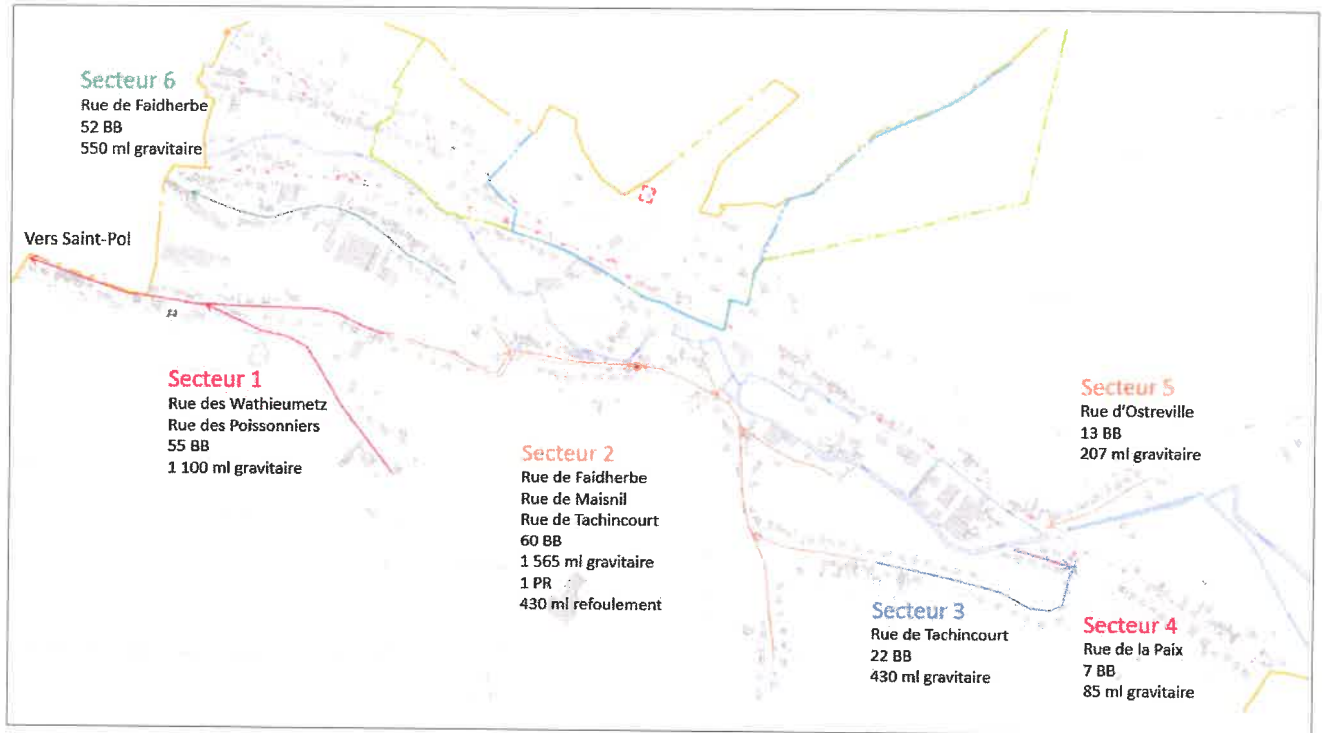 Secteur 6
Rue de Faidherbe
52 BB
550 ml gravitaire
Vers Saint-Pol
Secteur 1
Rue des Wathieumetz
Rue des Poissonniers
55 BB
1 100 ml gravitaire
Secteur 2
Rue de Faidherbe
Rue de Maisnil
Rue de Tachincourt
60 BB
1 565 ml gravitaire
1 PR
430 ml refoulement
Secteur 5
Rue d'Ostreville
13 BB
207 ml gravitaire
Secteur 3
Rue de Tachincourt
22 BB
430 ml gravitaire
Secteur 4
Rue de la Paix
7 BB
85 ml gravitaire